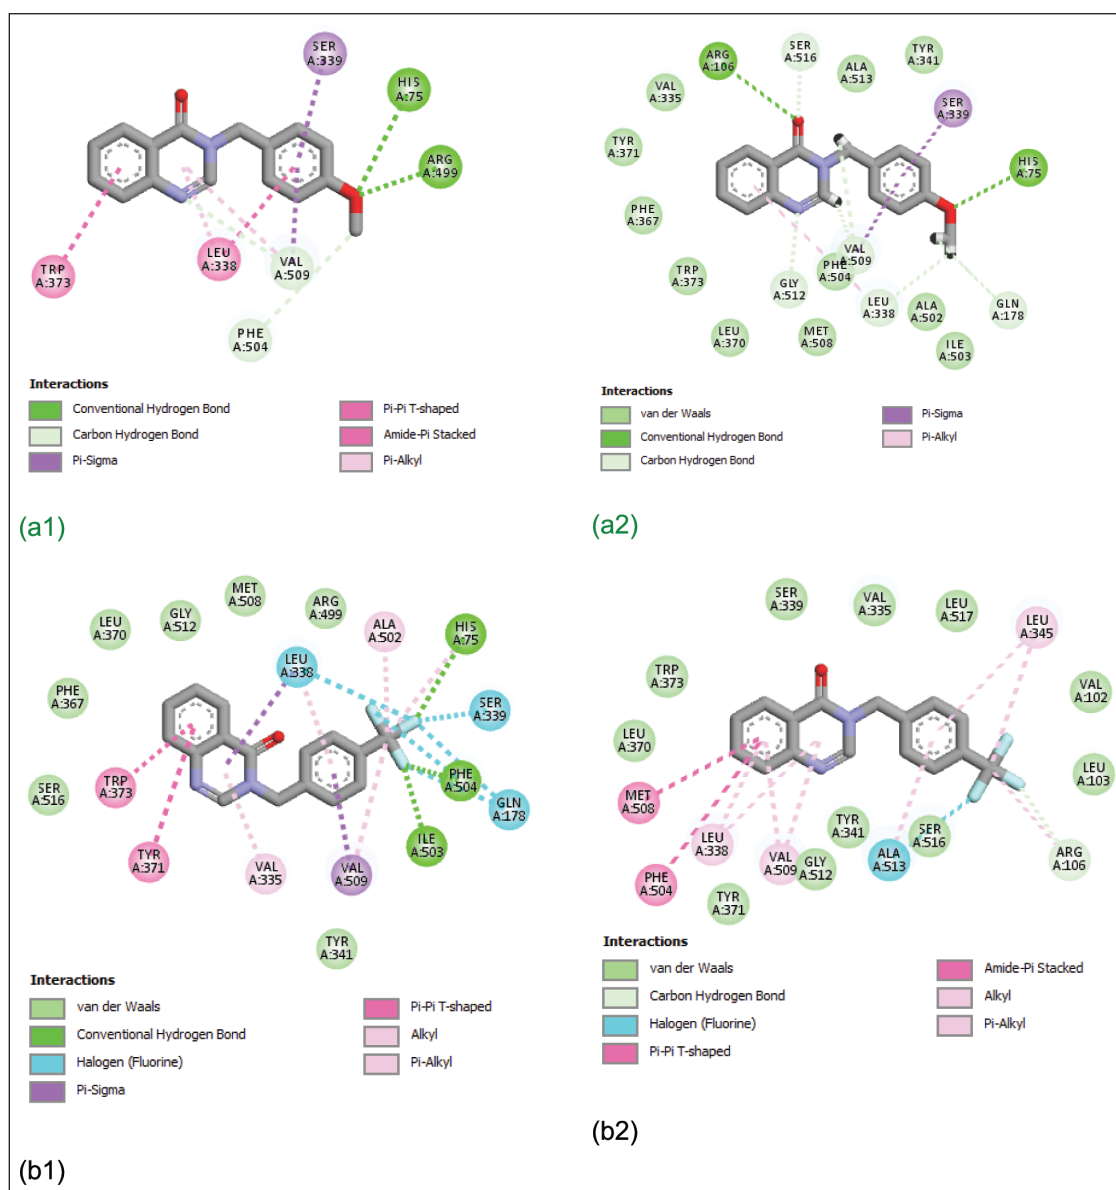 SER
A:339
HIS
A:75
ARG
A:499
TRP
A:373
LEU
A:338
VAL
A:509
PHE
A:504
Interactions
Conventional Hydrogen Bond
Carbon Hydrogen Bond
Pi-Sigma
Pi-Pi T-shaped
Amide-Pi Stacked
Pi-Alkyl
(a1)
ARG
A:106
SER
A:516
ALA
A:513
TYR
A:341
VAL
A:335
SER
A:339
TYR
A:371
HIS
A:75
PHE
A:367
VAL
A:509
PHE
A:504
TRP
A:373
GLY
A:512
LEU
A:338
ALA
A:502
GLN
A:178
LEU
A:370
MET
A:508
ILE
A:503
Interactions
van der Waals
Conventional Hydrogen Bond
Carbon Hydrogen Bond
Pi-Sigma
Pi-Alkyl
(a2)
MET
A:508
LEU
A:370
GLY
A:512
ARG
A:499
ALA
A:502
HIS
A:75
LEU
A:338
PHE
A:367
SER
A:339
SER
A:516
TRP
A:373
PHE
A:504
GLN
A:178
ILE
A:503
TYR
A:371
VAL
A:335
VAL
A:509
TYR
A:341
Interactions
van der Waals
Conventional Hydrogen Bond
Halogen (Fluorine)
Pi-Sigma
Pi-Pi T-shaped
Alkyl
Pi-Alkyl
(b1)
SER
A:339
VAL
A:335
LEU
A:517
LEU
A:345
TRP
A:373
VAL
A:102
LEU
A:370
LEU
A:103
MET
A:508
LEU
A:338
TYR
A:341
SER
A:516
VAL
A:509
GLY
A:512
ALA
A:513
ARG
A:106
PHE
A:504
TYR
A:371
Interactions
van der Waals
Carbon Hydrogen Bond
Halogen (Fluorine)
Pi-Pi T-shaped
Amide-Pi Stacked
Alkyl
Pi-Alkyl
(b2)